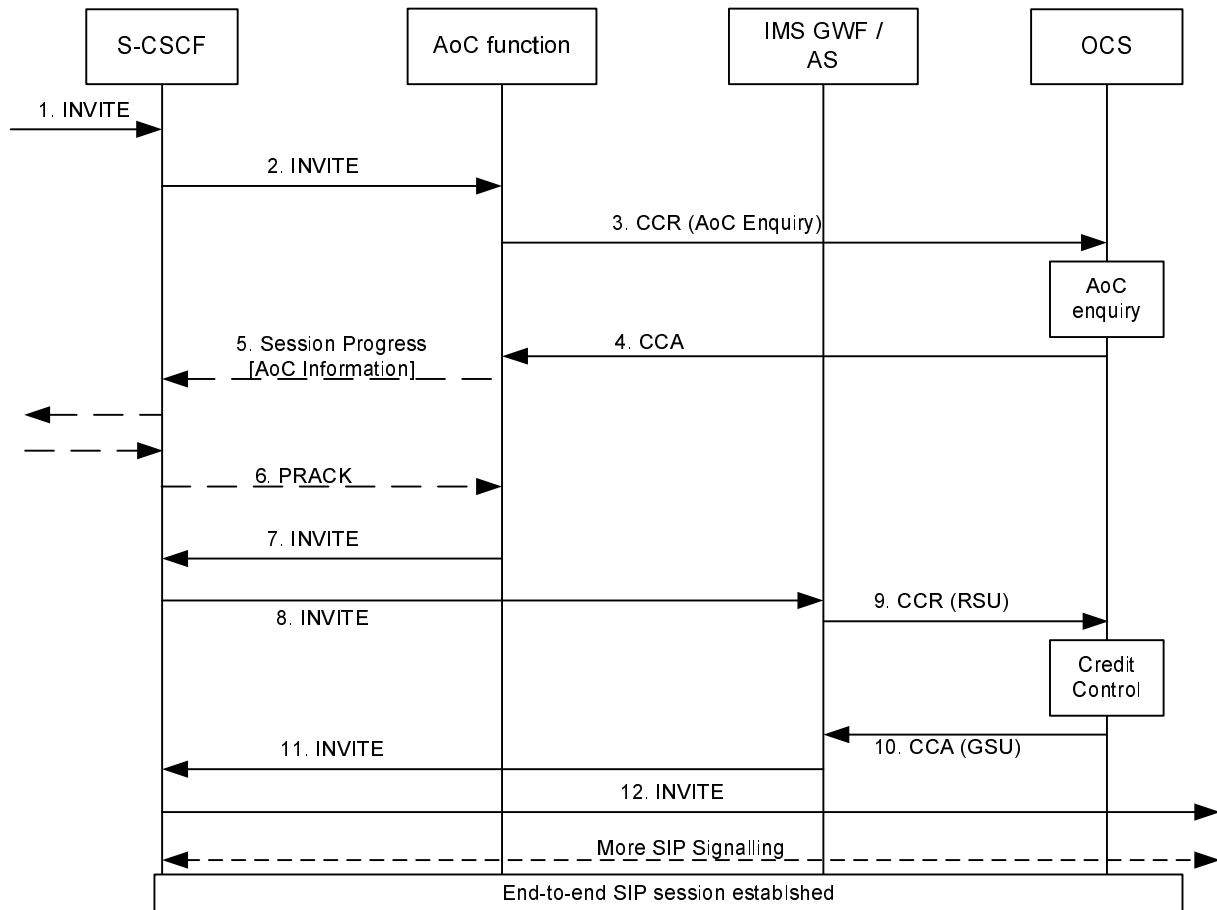 S-CSCF
AoC function
IMS GWF /
AS
OCS
1. INVITE
2. INVITE
3. CCR (AoC Enquiry)
AoC
enquiry
4. CCA
5. Session Progress
[AoC Information]
6. PRACK
7. INVITE
8. INVITE
9. CCR (RSU)
Credit
Control
10. CCA (GSU)
11. INVITE
12. INVITE
More SIP Signalling
End-to-end SIP session establshed